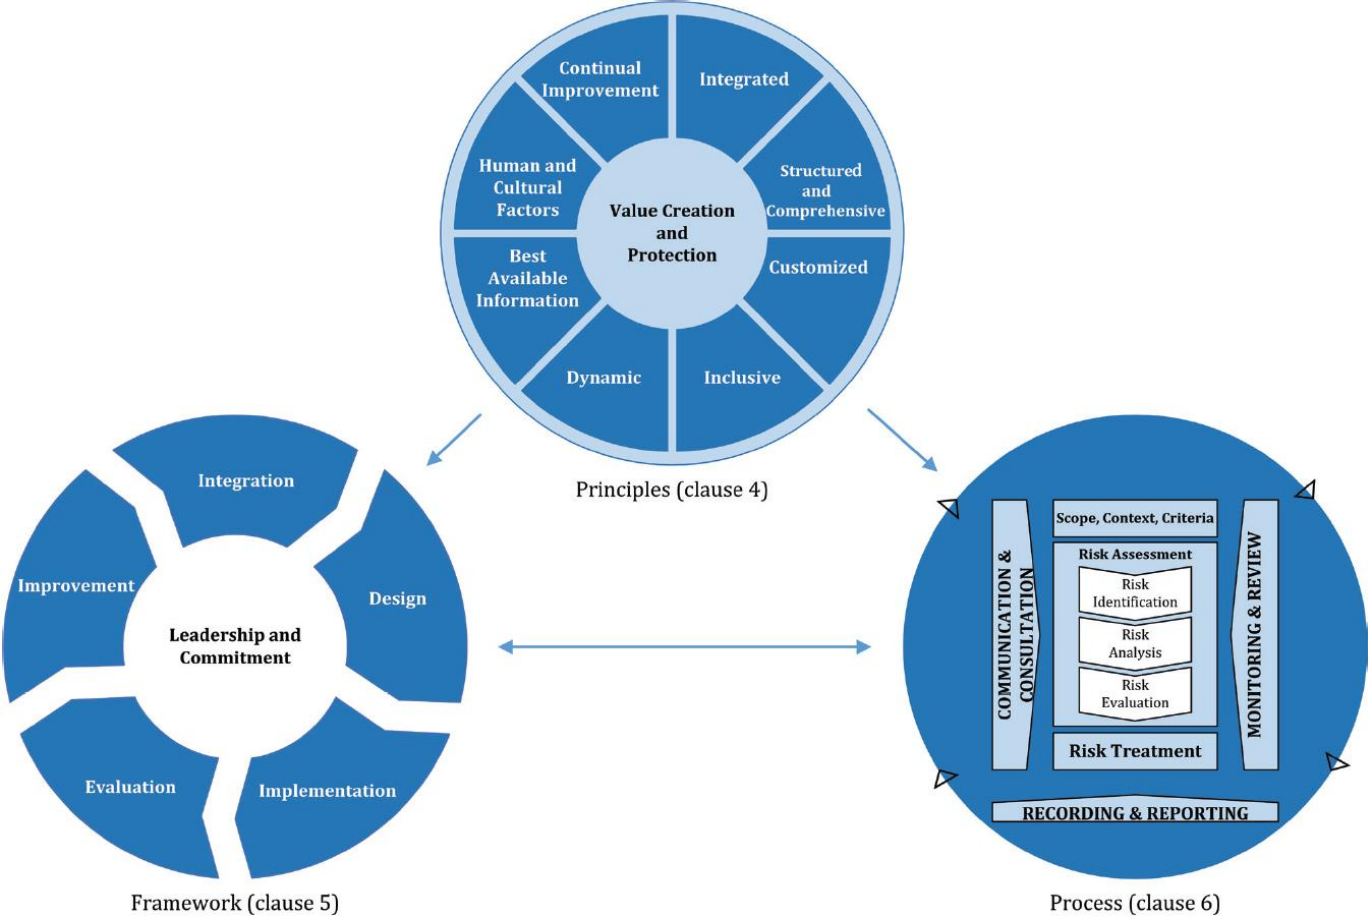 Continual
Improvement
Integrated
Human and
Cultural
Factors
Structured
and
Comprehensive
Value Creation
and
Protection
Best
Available
Information
Customized
Dynamic
Inclusive
Principles (clause 4)
Integration
Improvement
Design
Leadership and
Commitment
Evaluation
Implementation
Framework (clause 5)
Scope, Context, Criteria
Risk Assessment
Risk
Identification
Risk
Analysis
Risk
Evaluation
Risk Treatment
COMMUNICATION &
CONSULTATION
MONITORING & REVIEW
RECORDING & REPORTING
Process (clause 6)